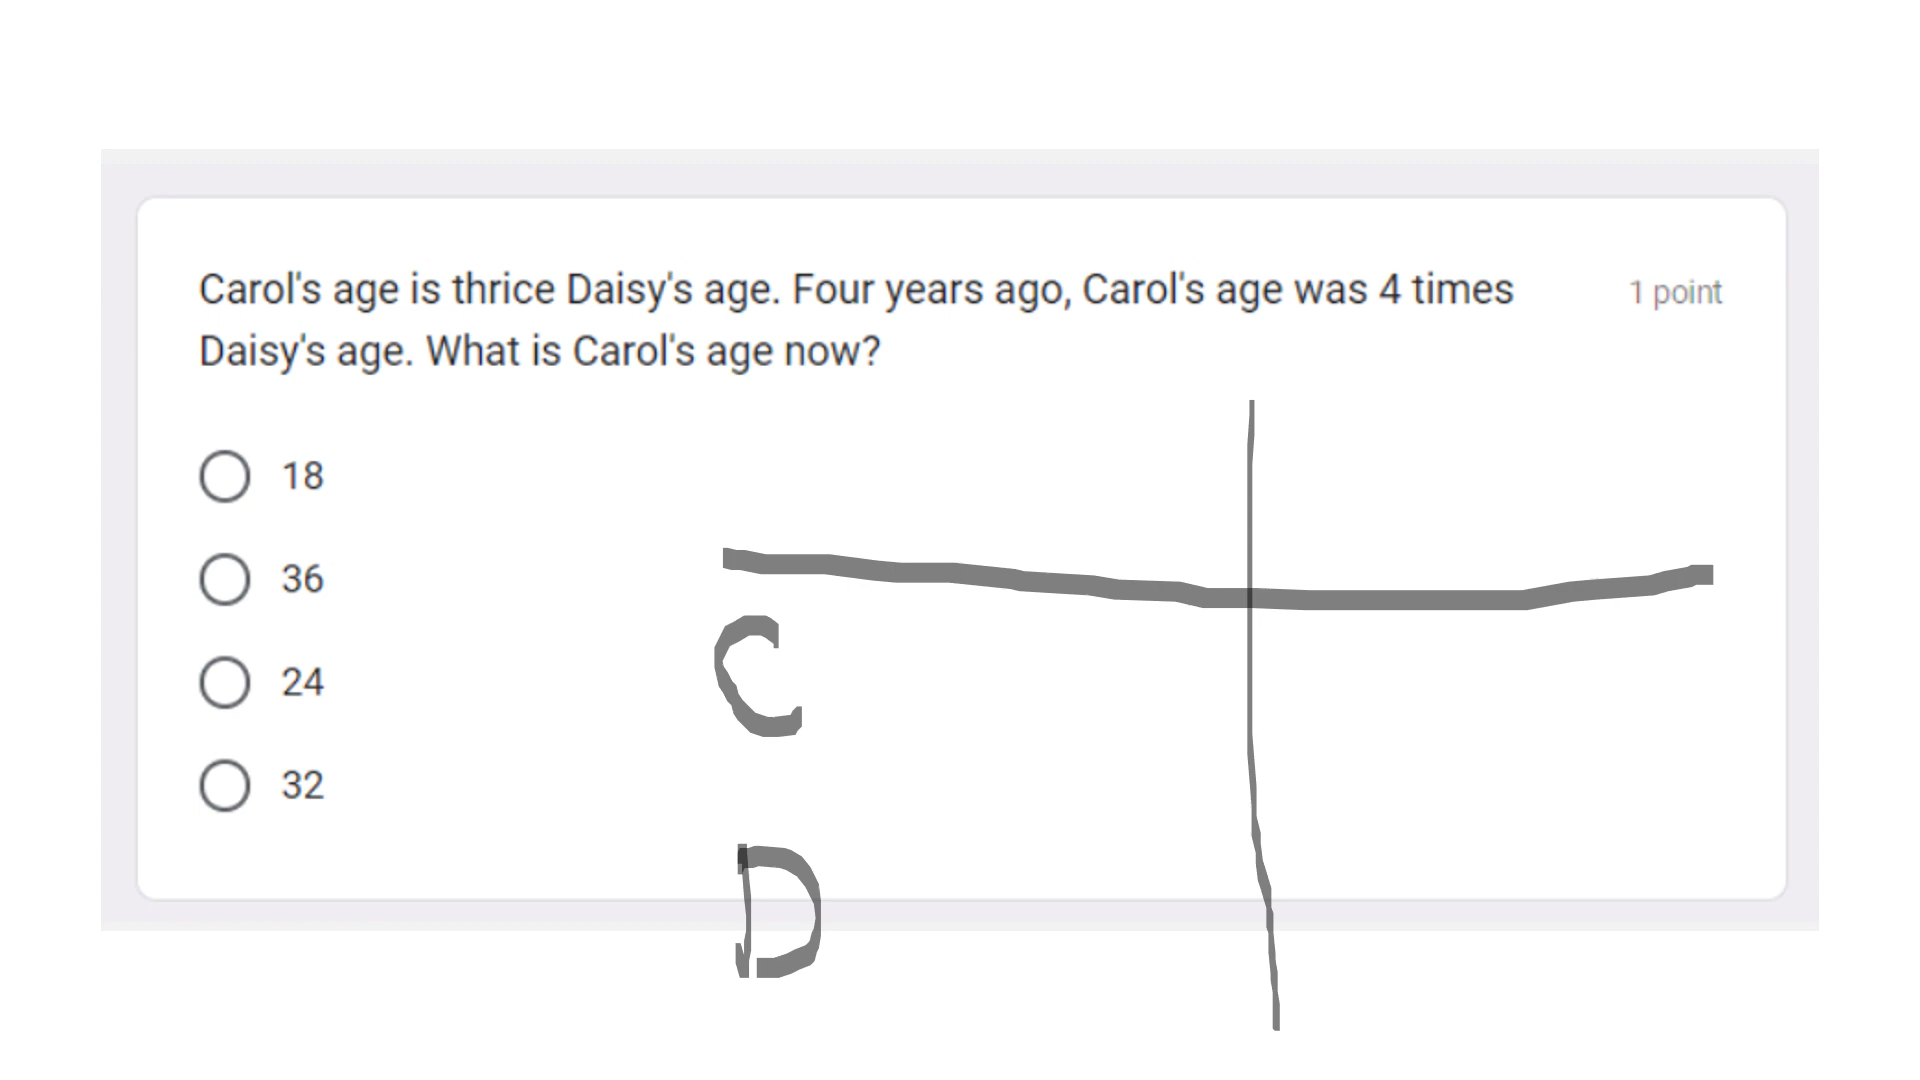 Carol's age is thrice Daisy's age. Four years ago, Carol's age was 4 times
1 point
Daisy's age. What is Carol's age now?
18
36
24
32
C
D